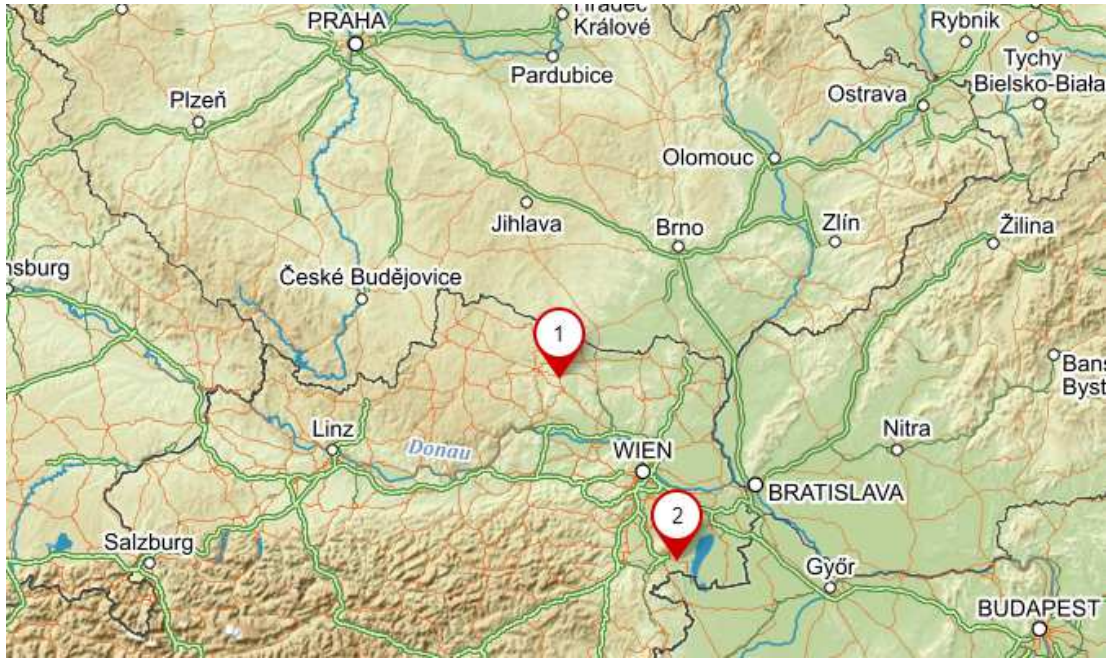 PRAHA
Hradec
Králové
Rybnik
Tychy
Pardubice
Plzeň
Ostrava
Bielsko-Biała
Olomouc
Jihlava
Brno
Zlín
Žilina
nsburg
České Budějovice
1
Bans
Byst
Linz
Donau
WIEN
Nitra
BRATISLAVA
2
Salzburg
Győr
BUDAPEST